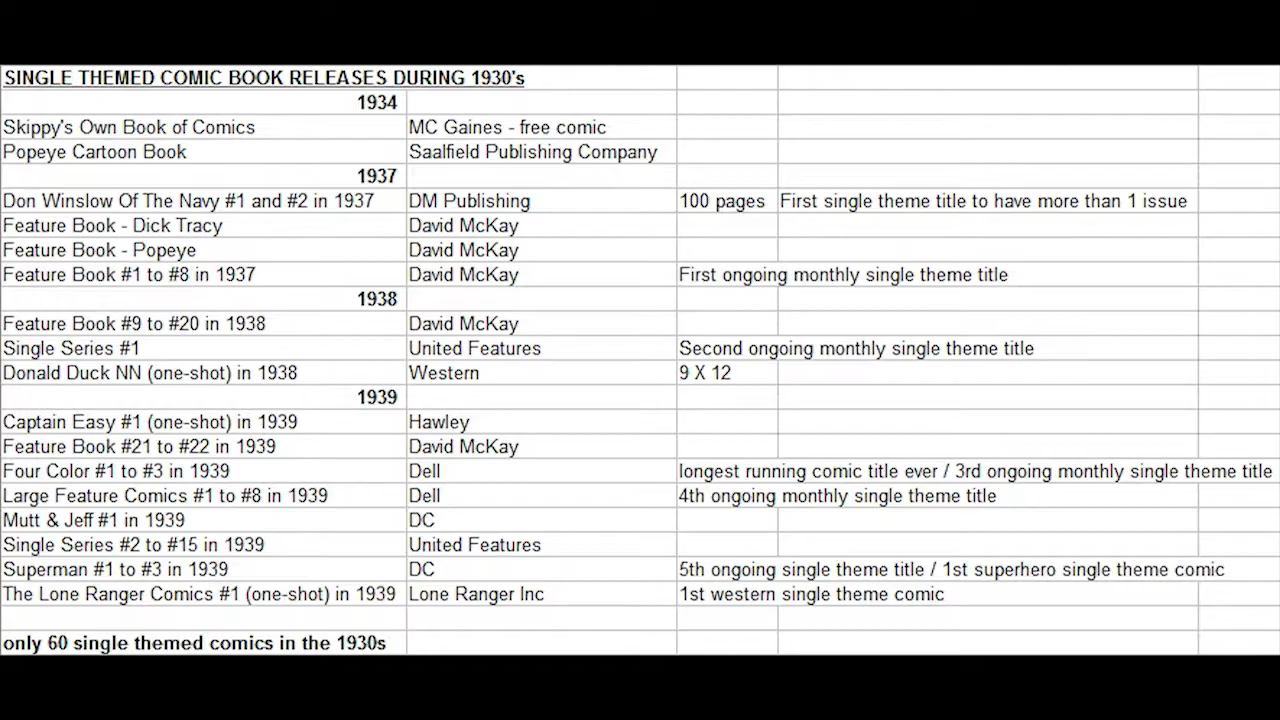 SINGLE THEMED COMIC BOOK RELEASES DURING 1930's
1934
Skippy's Own Book of Comics MC Gaines - free comic
Popeye Cartoon Book Saalfield Publishing Company
1937
Don Winslow Of The Navy #1 and #2 in 1937 DM Publishing 100 pages First single theme title to have more than 1 issue
Feature Book - Dick Tracy David McKay
Feature Book - Popeye David McKay
Feature Book #1 to #8 in 1937 David McKay First ongoing monthly single theme title
1938
Feature Book #9 to #20 in 1938 David McKay
Single Series #1 United Features Second ongoing monthly single theme title
Donald Duck NN (one-shot) in 1938 Western 9 X 12
1939
Captain Easy #1 (one-shot) in 1939 Hawley
Feature Book #21 to #22 in 1939 David McKay
Four Color #1 to #3 in 1939 Dell longest running comic title ever / 3rd ongoing monthly single theme title
Large Feature Comics #1 to #8 in 1939 Dell 4th ongoing monthly single theme title
Mutt & Jeff #1 in 1939 DC
Single Series #2 to #15 in 1939 United Features
Superman #1 to #3 in 1939 DC 5th ongoing single theme title / 1st superhero single theme comic
The Lone Ranger Comics #1 (one-shot) in 1939 Lone Ranger Inc 1st western single theme comic
only 60 single themed comics in the 1930s